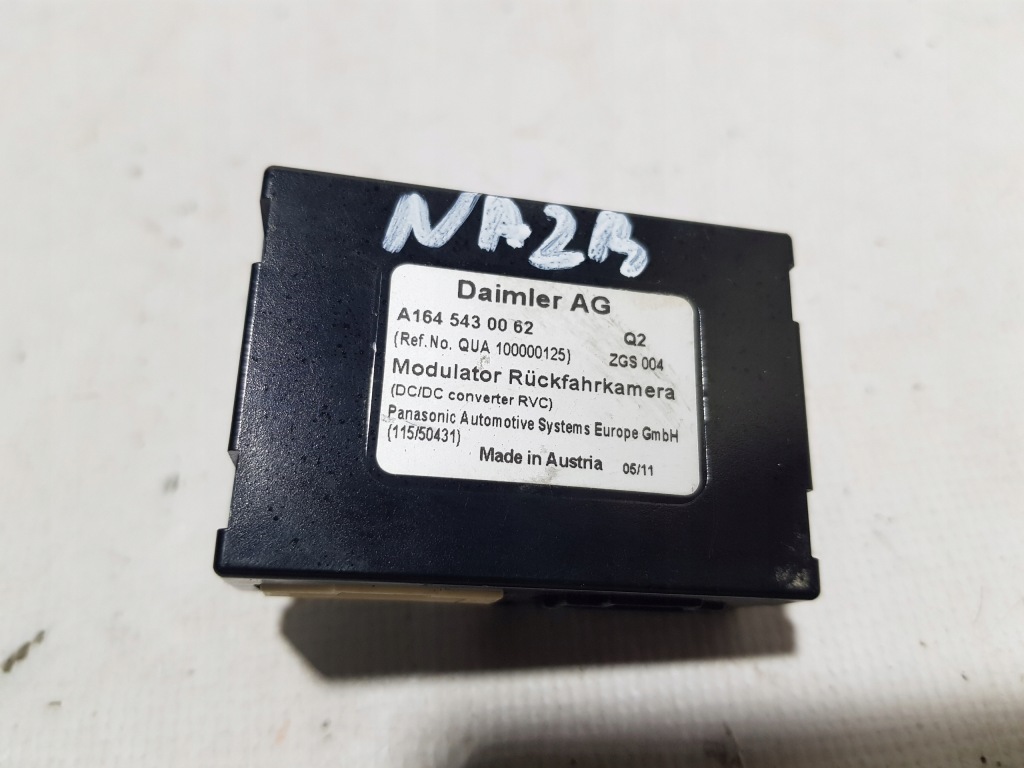 NA2B
Daimler AG
A164 543 00 62 Q2
(Ref.No. QUA 100000125) ZGS 004
Modulator Rückfahrkamera
(DC/DC converter RVC)
Panasonic Automotive Systems Europe GmbH
(115/50431)
Made in Austria 05/11